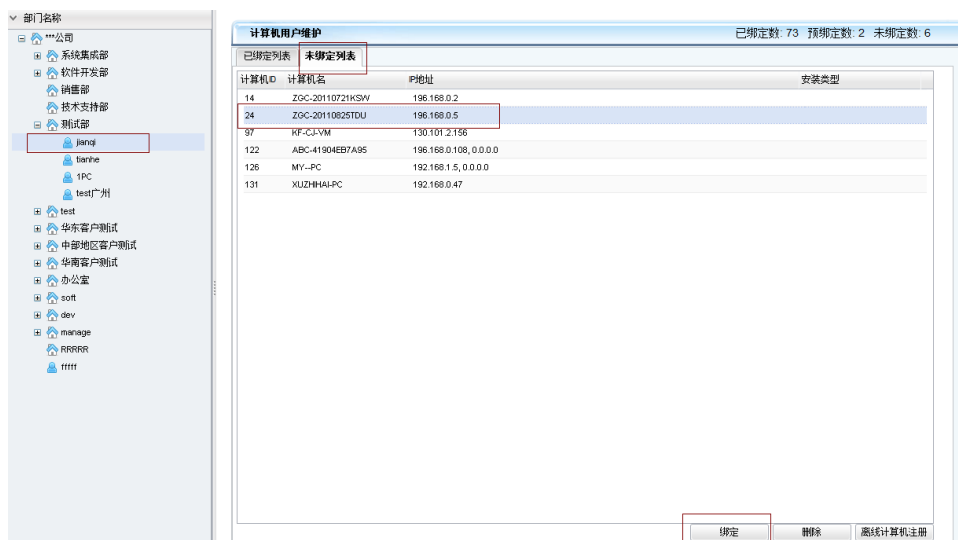 部门名称
***公司
系统集成部
软件开发部
销售部
技术支持部
测试部
jianqi
tianhe
1PC
test广州
test
华东客户测试
中部地区客户测试
华南客户测试
办公室
soft
dev
manage
RRRRR
fffff
计算机用户维护 已绑定数: 73 预绑定数: 2 未绑定数: 6
已绑定列表 未绑定列表
计算机ID 计算机名 IP地址 安装类型
14 ZGC-20110721KSW 196.168.0.2
24 ZGC-20110825TDU 196.168.0.5
97 KF-CJ-VM 130.101.2.156
122 ABC-41904EB7A95 196.168.0.108, 0.0.0.0
126 MY--PC 192.168.1.5, 0.0.0.0
131 XUZHIHAI-PC 192.168.0.47
绑定 删除 离线计算机注册